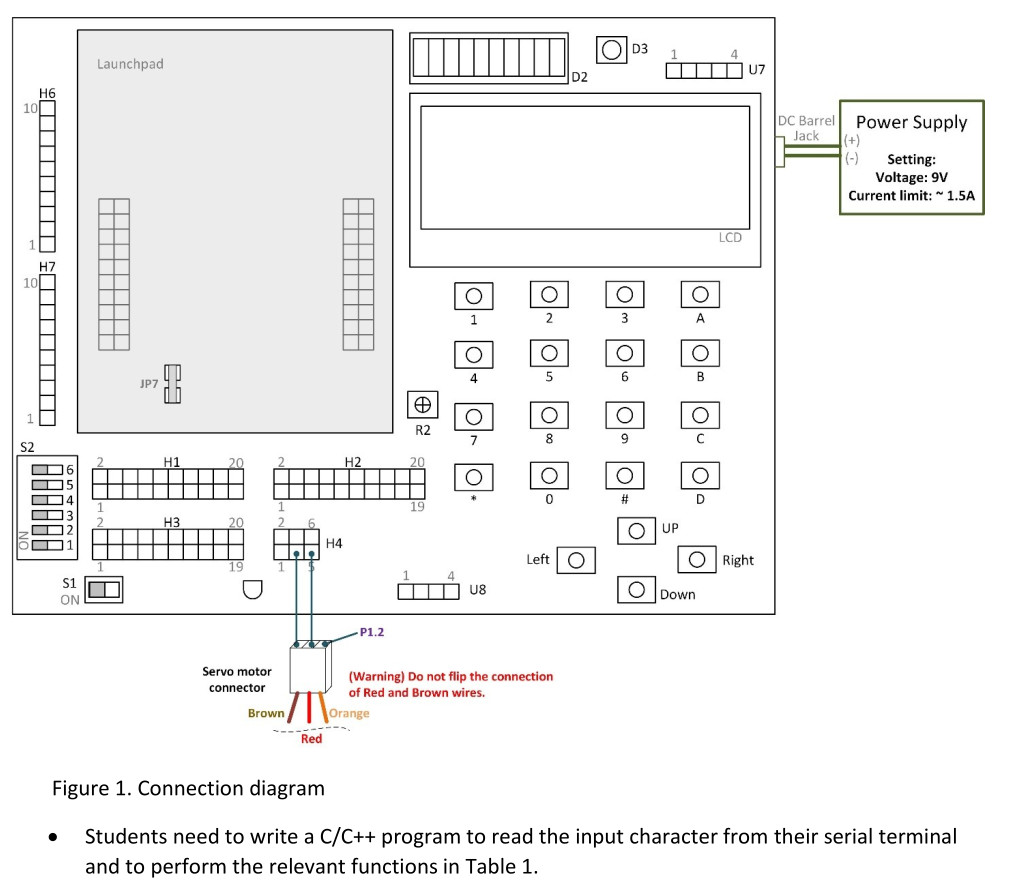 Launchpad
D3
1 4
U7
D2
H6
10
1
H7
10
1
DC Barrel
Jack
(+)
(-)
Power Supply
Setting:
Voltage: 9V
Current limit: ~ 1.5A
LCD
1 2 3 A
4 5 6 B
7 8 9 C
* 0 # D
JP7
R2
S2
6
5
4
3
2
1
ON
2 H1 20
1
2 H2 20
1 19
2 H3 20
1 19
2 6
H4
1 5
UP
Left
Right
Down
S1
ON
1 4
U8
P1.2
Servo motor
connector
(Warning) Do not flip the connection
of Red and Brown wires.
Brown
Orange
Red
Figure 1. Connection diagram
• Students need to write a C/C++ program to read the input character from their serial terminal
and to perform the relevant functions in Table 1.